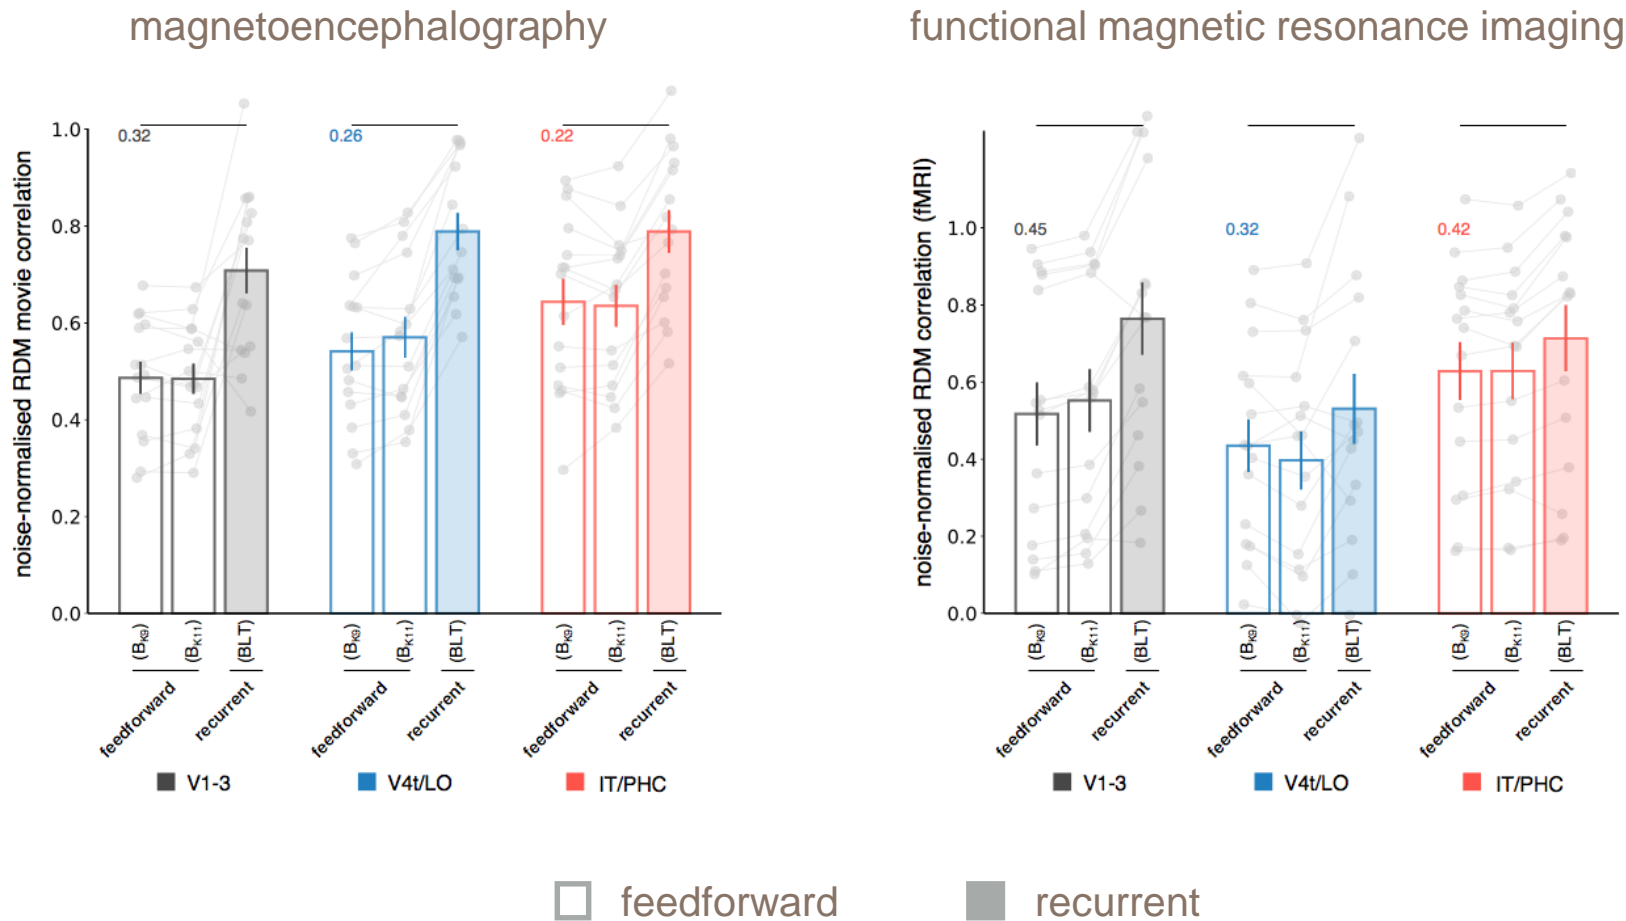 magnetoencephalography
functional magnetic resonance imaging
noise-normalised RDM movie correlation
1.0
0.8
0.6
0.4
0.2
0.0
0.32
0.26
0.22
(BK9)
(BK11)
(BLT)
(BK9)
(BK11)
(BLT)
(BK9)
(BK11)
(BLT)
feedforward
recurrent
feedforward
recurrent
feedforward
recurrent
V1-3
V4t/LO
IT/PHC
noise-normalised RDM correlation (fMRI)
1.0
0.8
0.6
0.4
0.2
0.0
0.45
0.32
0.42
(BK9)
(BK11)
(BLT)
(BK9)
(BK11)
(BLT)
(BK9)
(BK11)
(BLT)
feedforward
recurrent
feedforward
recurrent
feedforward
recurrent
V1-3
V4t/LO
IT/PHC
feedforward
recurrent